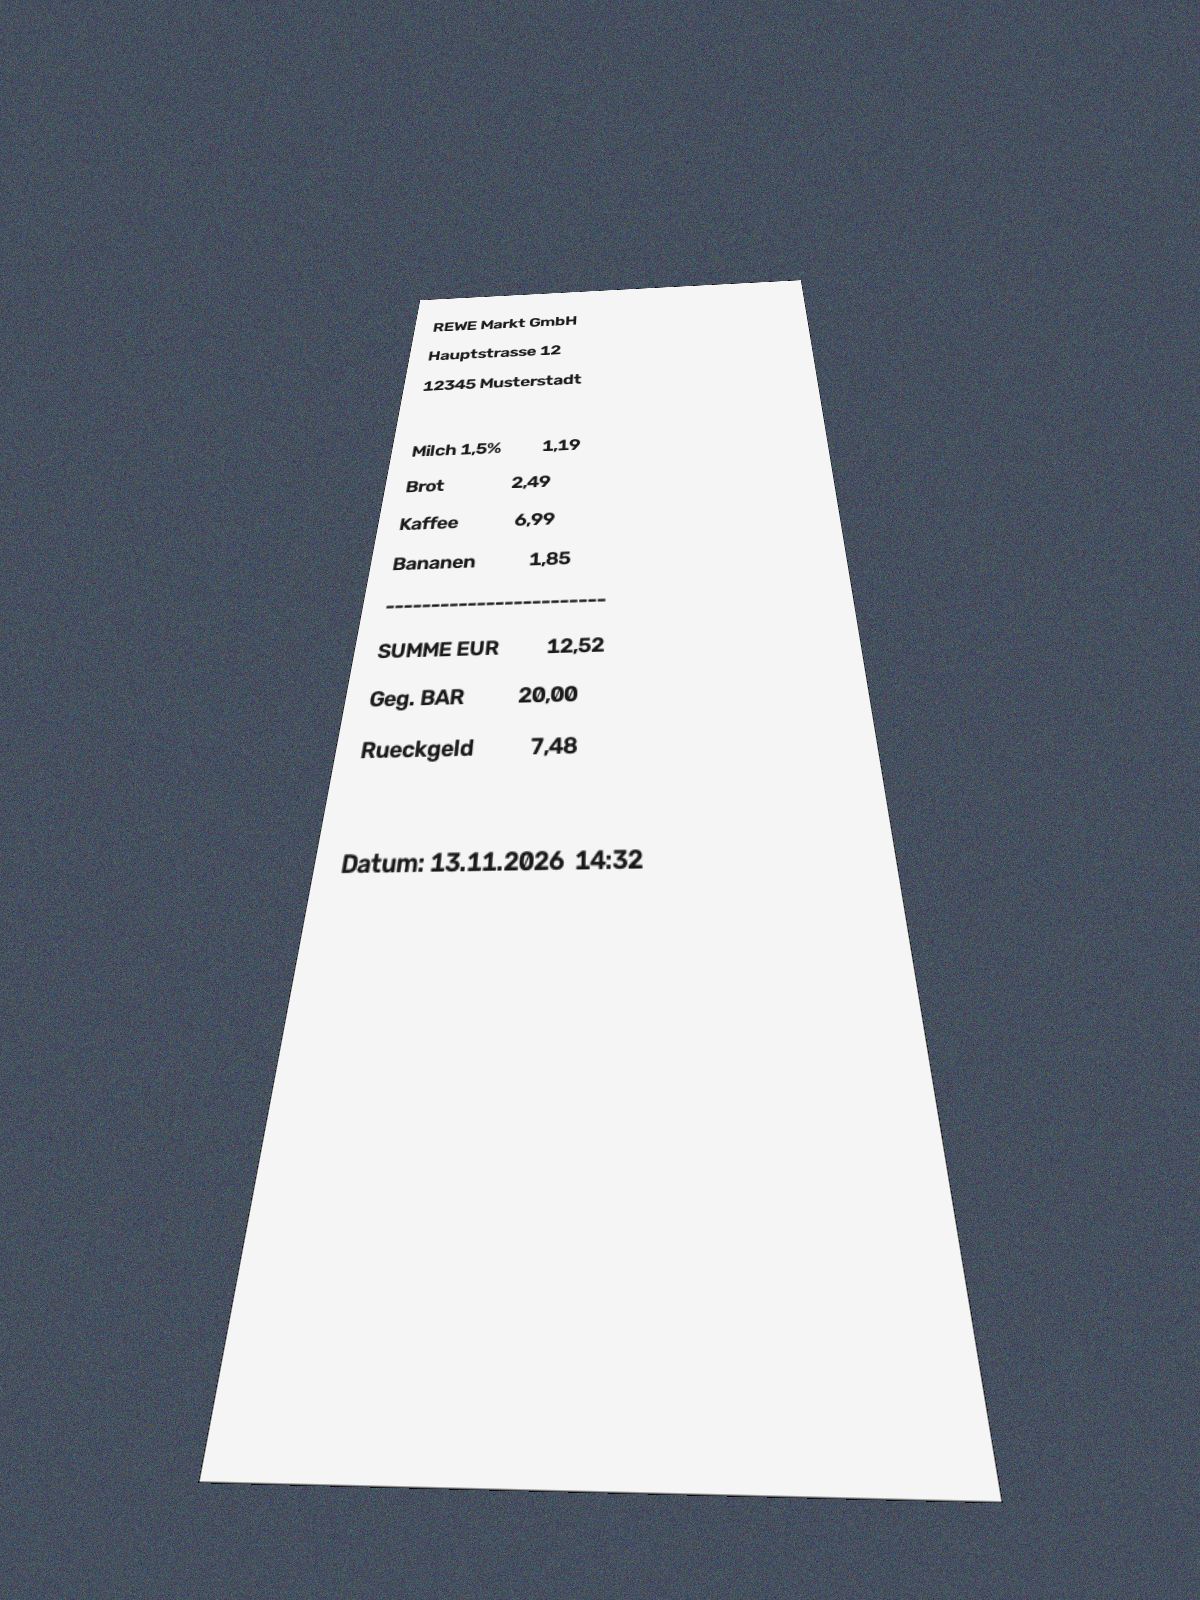 REWE Markt GmbH
Hauptstrasse 12
12345 Musterstadt
Milch 1,5% 1,19
Brot 2,49
Kaffee 6,99
Bananen 1,85
------------------------
SUMME EUR 12,52
Geg. BAR 20,00
Rueckgeld 7,48
Datum: 13.11.2026 14:32